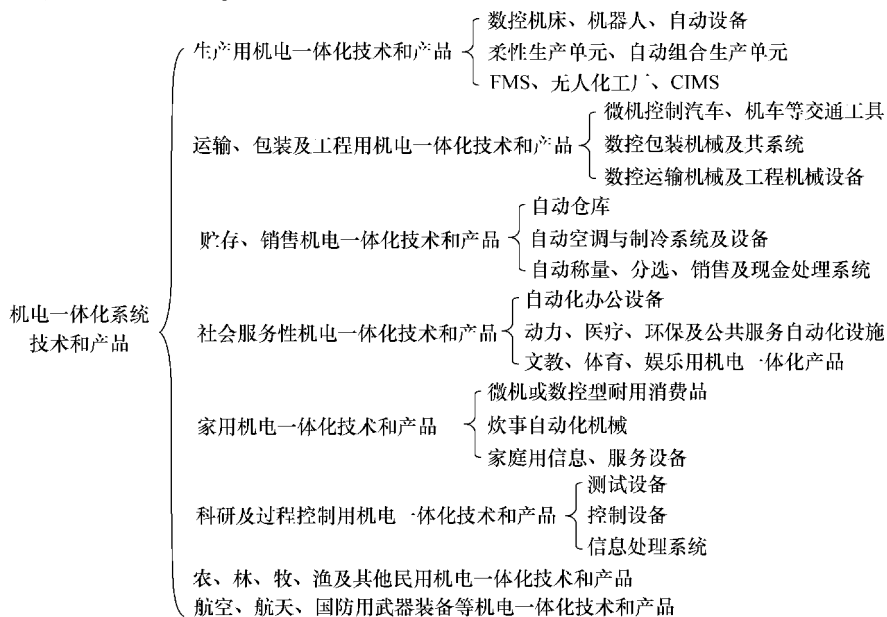 数控机床、机器人、自动设备
生产用机电一体化技术和产品
柔性生产单元、自动组合生产单元
FMS、无人化工厂、CIMS
微机控制汽车、机车等交通工具
运输、包装及工程用机电一体化技术和产品
数控包装机械及其系统
数控运输机械及工程机械设备
自动仓库
贮存、销售机电一体化技术和产品
自动空调与制冷系统及设备
自动称量、分选、销售及现金处理系统
机电一体化系统
技术和产品
自动化办公设备
社会服务性机电一体化技术和产品
动力、医疗、环保及公共服务自动化设施
文教、体育、娱乐用机电一体化产品
微机或数控型耐用消费品
家用机电一体化技术和产品
炊事自动化机械
家庭用信息、服务设备
测试设备
科研及过程控制用机电一体化技术和产品
控制设备
信息处理系统
农、林、牧、渔及其他民用机电一体化技术和产品
航空、航天、国防用武器装备等机电一体化技术和产品